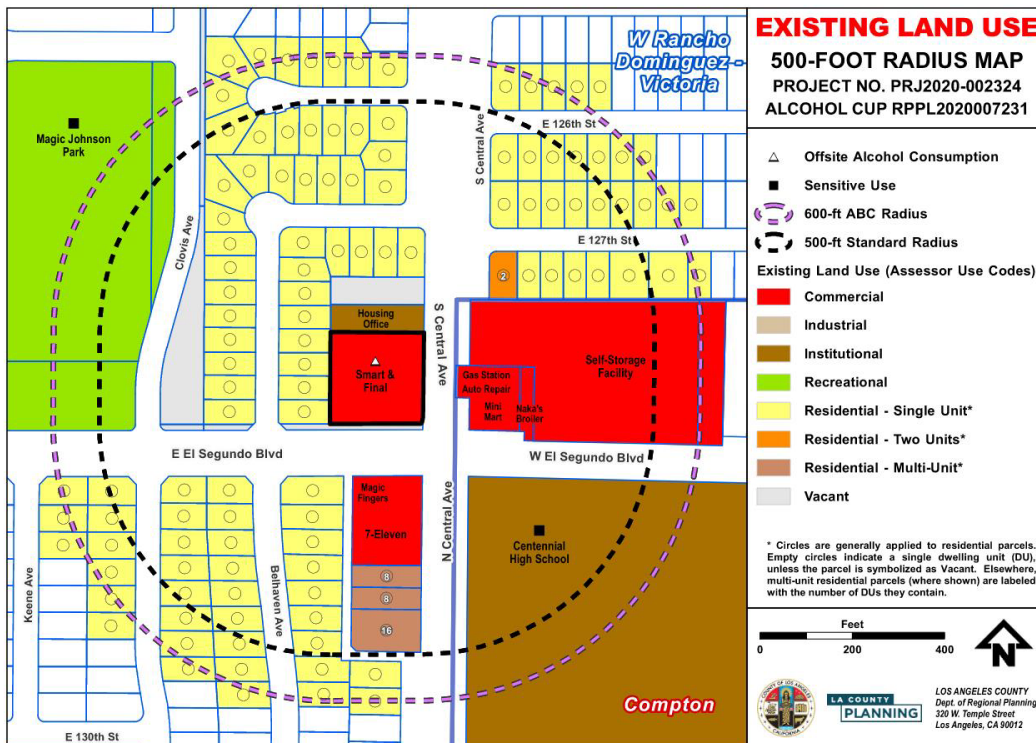 EXISTING LAND USE
500-FOOT RADIUS MAP
PROJECT NO. PRJ2020-002324
ALCOHOL CUP RPPL2020007231
Offsite Alcohol Consumption
Sensitive Use
600-ft ABC Radius
500-ft Standard Radius
Existing Land Use (Assessor Use Codes)
Commercial
Industrial
Institutional
Recreational
Residential - Single Unit*
Residential - Two Units*
Residential - Multi-Unit*
Vacant
* Circles are generally applied to residential parcels.
Empty circles indicate a single dwelling unit (DU),
unless the parcel is symbolized as Vacant. Elsewhere,
multi-unit residential parcels (where shown) are labeled
with the number of DUs they contain.
Feet
0 200 400
N
COUNTY OF LOS ANGELES
CALIFORNIA
LA COUNTY
PLANNING
LOS ANGELES COUNTY
Dept. of Regional Planning
320 W. Temple Street
Los Angeles, CA 90012
W Rancho
Dominguez -
Victoria
Magic Johnson
Park
S Central Ave
E 126th St
E 127th St
Clovis Ave
2
Housing
Office
S Central Ave
Smart &
Final
Self-Storage
Facility
Gas Station
Auto Repair
Mini
Mart
Naka's
Broiler
E El Segundo Blvd
W El Segundo Blvd
Magic
Fingers
7-Eleven
N Central Ave
Centennial
High School
8
8
16
Keene Ave
Belhaven Ave
Compton
E 130th St